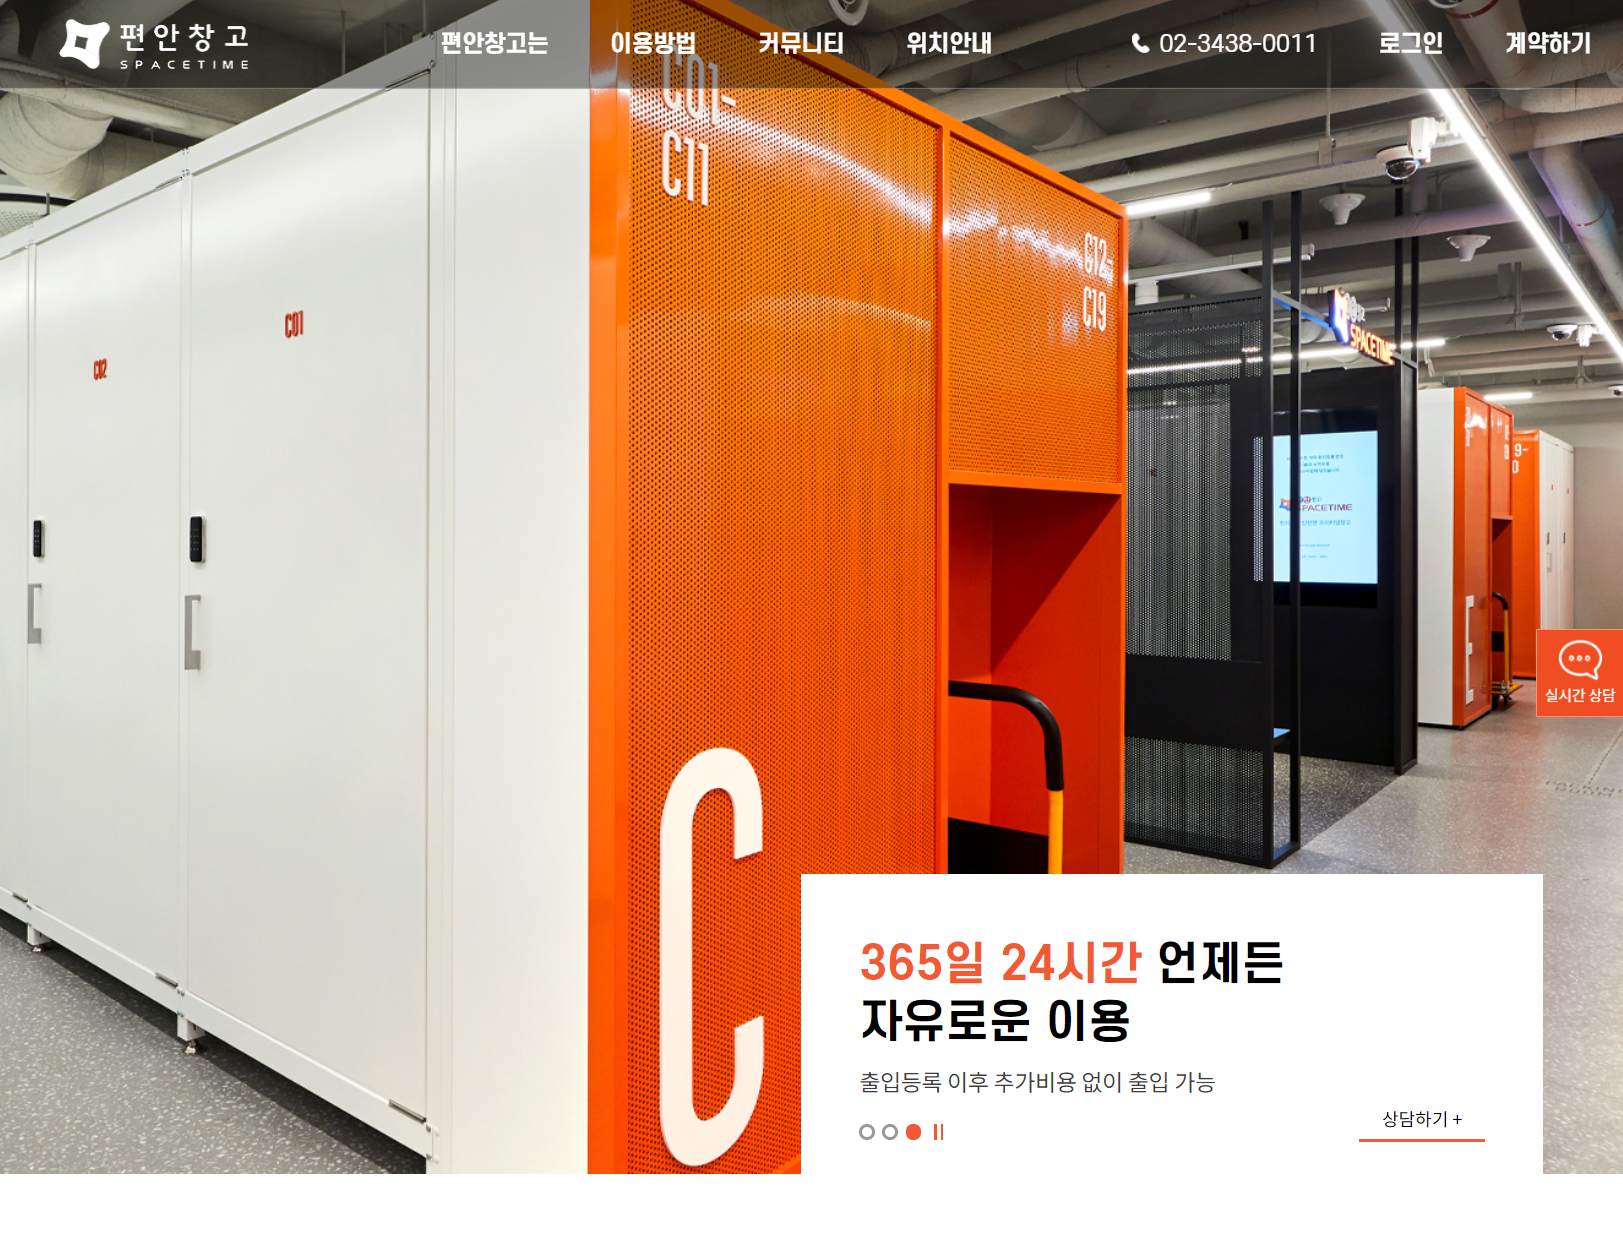 편안창고
SPACETIME
편안창고는
이용방법
커뮤니티
위치안내
02-3438-0011
로그인
계약하기
C01-
C11
C12-
C19
C02
C01
SPACETIME
SPACETIME
9-
0
C
실시간 상담
365일 24시간 언제든
자유로운 이용
출입등록 이후 추가비용 없이 출입 가능
상담하기 +